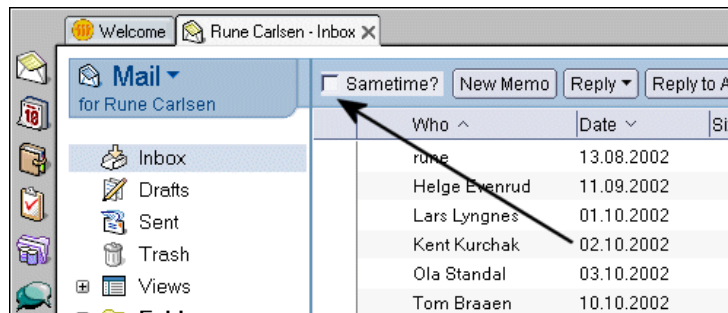 Welcome
Rune Carlsen - Inbox
Mail
for Rune Carlsen
Sametime? New Memo Reply Reply to A
Who Date Si
Inbox
Drafts
Sent
Trash
Views
rune 13.08.2002
Helge Evenrud 11.09.2002
Lars Lyngnes 01.10.2002
Kent Kurchak 02.10.2002
Ola Standal 03.10.2002
Tom Braaen 10.10.2002
18